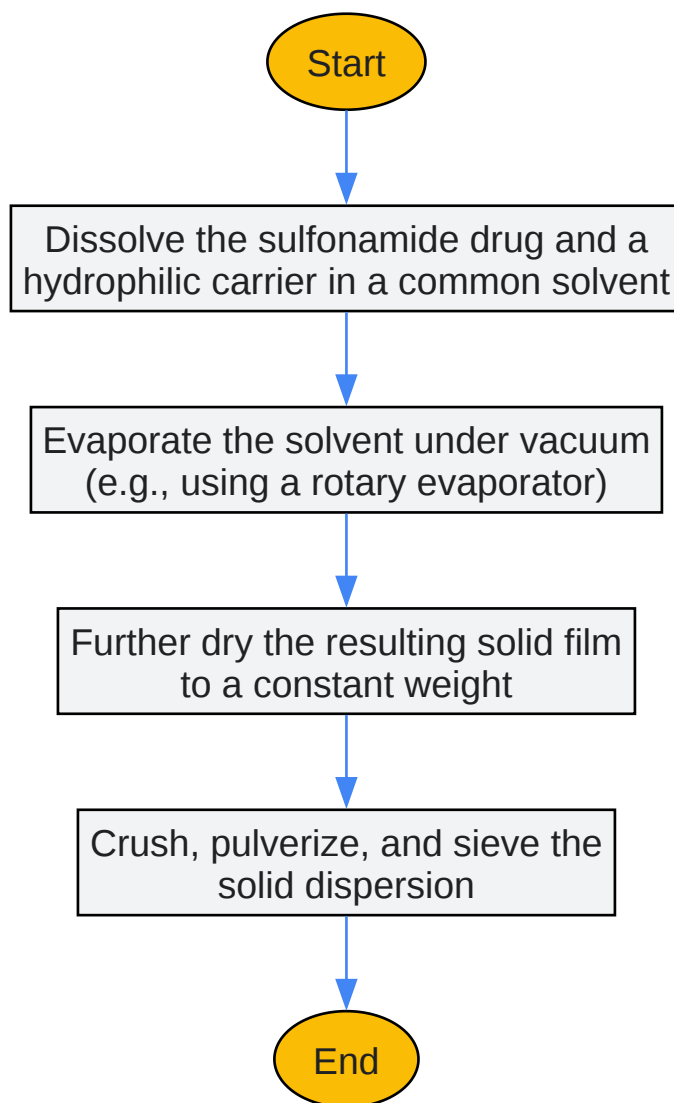 Start
Dissolve the sulfonamide drug and a
hydrophilic carrier in a common solvent
Evaporate the solvent under vacuum
(e.g., using a rotary evaporator)
Further dry the resulting solid film
to a constant weight
Crush, pulverize, and sieve the
solid dispersion
End